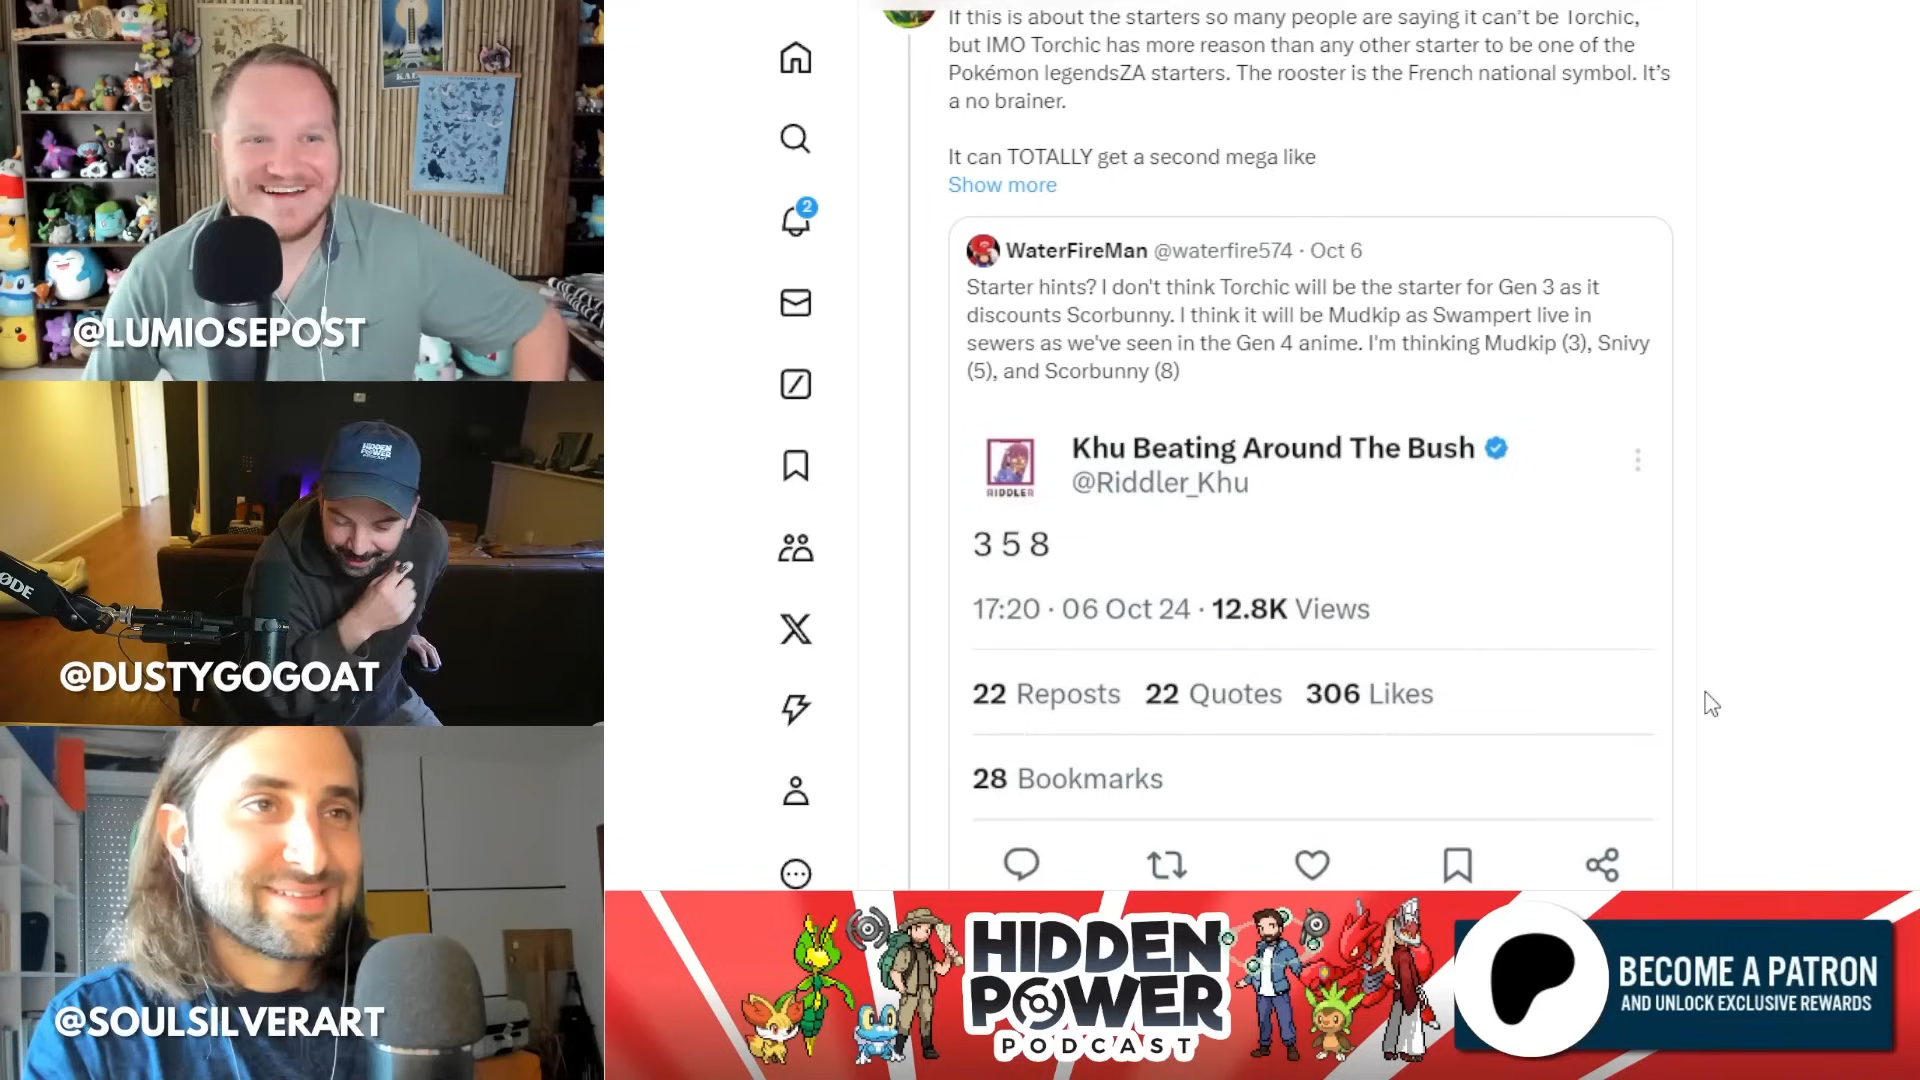 KAL
@LUMIOSEPOST
HIDDEN
POWER
PODCAST
ØDE
@DUSTYGOGOAT
@SOULSILVERART
2
If this is about the starters so many people are saying it can’t be Torchic,
but IMO Torchic has more reason than any other starter to be one of the
Pokémon legendsZA starters. The rooster is the French national symbol. It’s
a no brainer.
It can TOTALLY get a second mega like
Show more
WaterFireMan @waterfire574 · Oct 6
Starter hints? I don't think Torchic will be the starter for Gen 3 as it
discounts Scorbunny. I think it will be Mudkip as Swampert live in
sewers as we've seen in the Gen 4 anime. I'm thinking Mudkip (3), Snivy
(5), and Scorbunny (8)
RIDDLER
Khu Beating Around The Bush
@Riddler_Khu
3 5 8
17:20 · 06 Oct 24 · 12.8K Views
22 Reposts 22 Quotes 306 Likes
28 Bookmarks
HIDDEN
POWER
PODCAST
BECOME A PATRON
AND UNLOCK EXCLUSIVE REWARDS